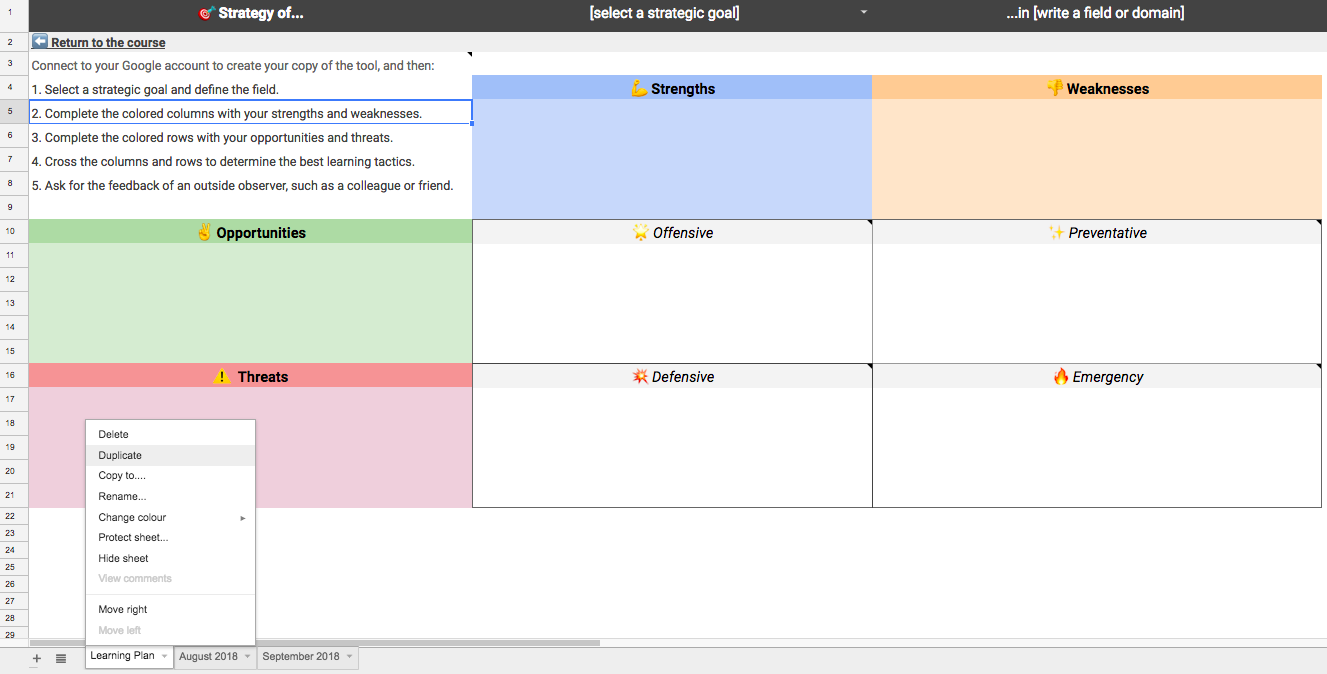 1 🎯 Strategy of... [select a strategic goal] ...in [write a field or domain]
2 ⬅️ Return to the course
3 Connect to your Google account to create your copy of the tool, and then:
4 1. Select a strategic goal and define the field. 💪 Strengths 👎 Weaknesses
5 2. Complete the colored columns with your strengths and weaknesses.
6 3. Complete the colored rows with your opportunities and threats.
7 4. Cross the columns and rows to determine the best learning tactics.
8 5. Ask for the feedback of an outside observer, such as a colleague or friend.
9
10 ✌️ Opportunities 🌟 Offensive ✨ Preventative
11
12
13
14
15
16 ⚠️ Threats 💥 Defensive 🔥 Emergency
17
18
19
20
21
22
23
24
25
26
27
28
29
Delete
Duplicate
Copy to....
Rename...
Change colour
Protect sheet...
Hide sheet
View comments
Move right
Move left
+ Learning Plan August 2018 September 2018